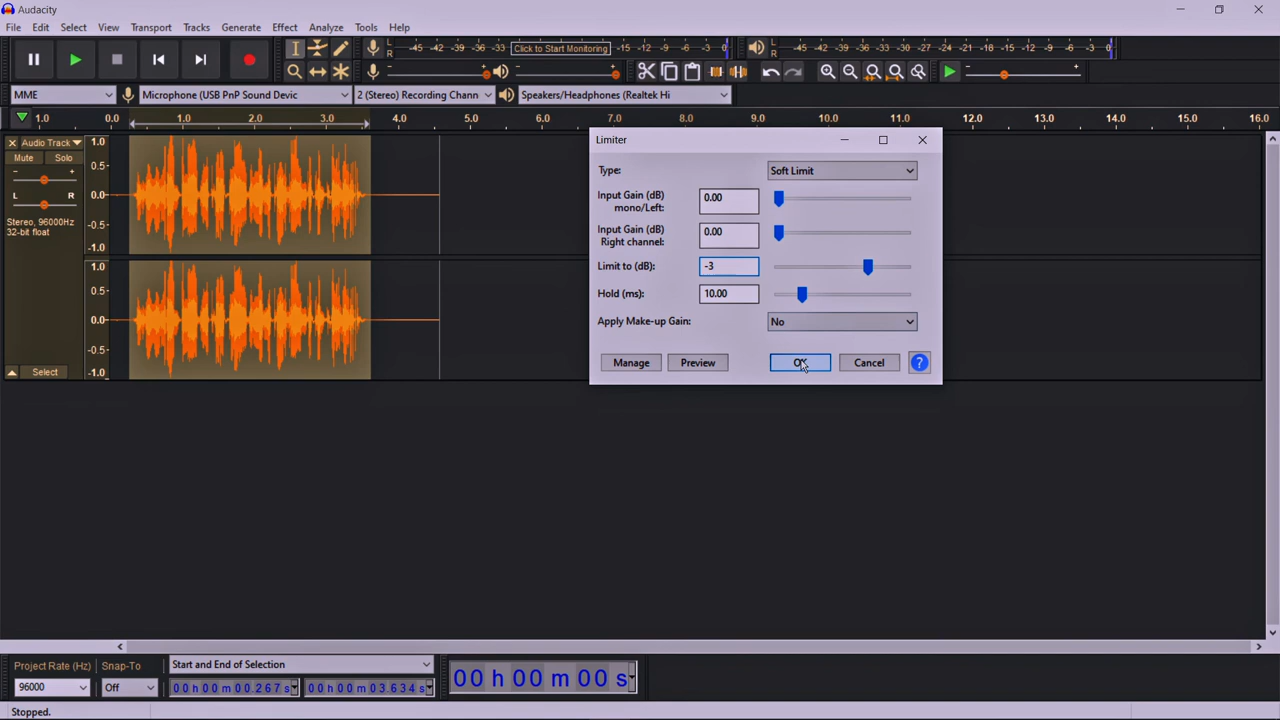 Audacity
File Edit Select View Transport Tracks Generate Effect Analyze Tools Help
-45 -42 -39 -36 -33 Click to Start Monitoring -15 -12 -9 -6 -3 0
-45 -42 -39 -36 -33 -30 -27 -24 -21 -18 -15 -12 -9 -6 -3 0
L
R
L
R
MME
Microphone (USB PnP Sound Devic
2 (Stereo) Recording Chann
Speakers/Headphones (Realtek Hi
1.0 0.0 1.0 2.0 3.0 4.0 5.0 6.0 7.0 8.0 9.0 10.0 11.0 12.0 13.0 14.0 15.0 16.0
Audio Track
Mute Solo
- +
L R
Stereo, 96000Hz
32-bit float
Select
1.0
0.5
0.0
-0.5
-1.0
1.0
0.5
0.0
-0.5
-1.0
Limiter
Type: Soft Limit
Input Gain (dB)
mono/Left: 0.00
Input Gain (dB)
Right channel: 0.00
Limit to (dB): -3
Hold (ms): 10.00
Apply Make-up Gain: No
Manage Preview OK Cancel ?
Project Rate (Hz) Snap-To Start and End of Selection
96000 Off 00 h 00 m 00.267 s 00 h 00 m 03.634 s
00 h 00 m 00 s
Stopped.